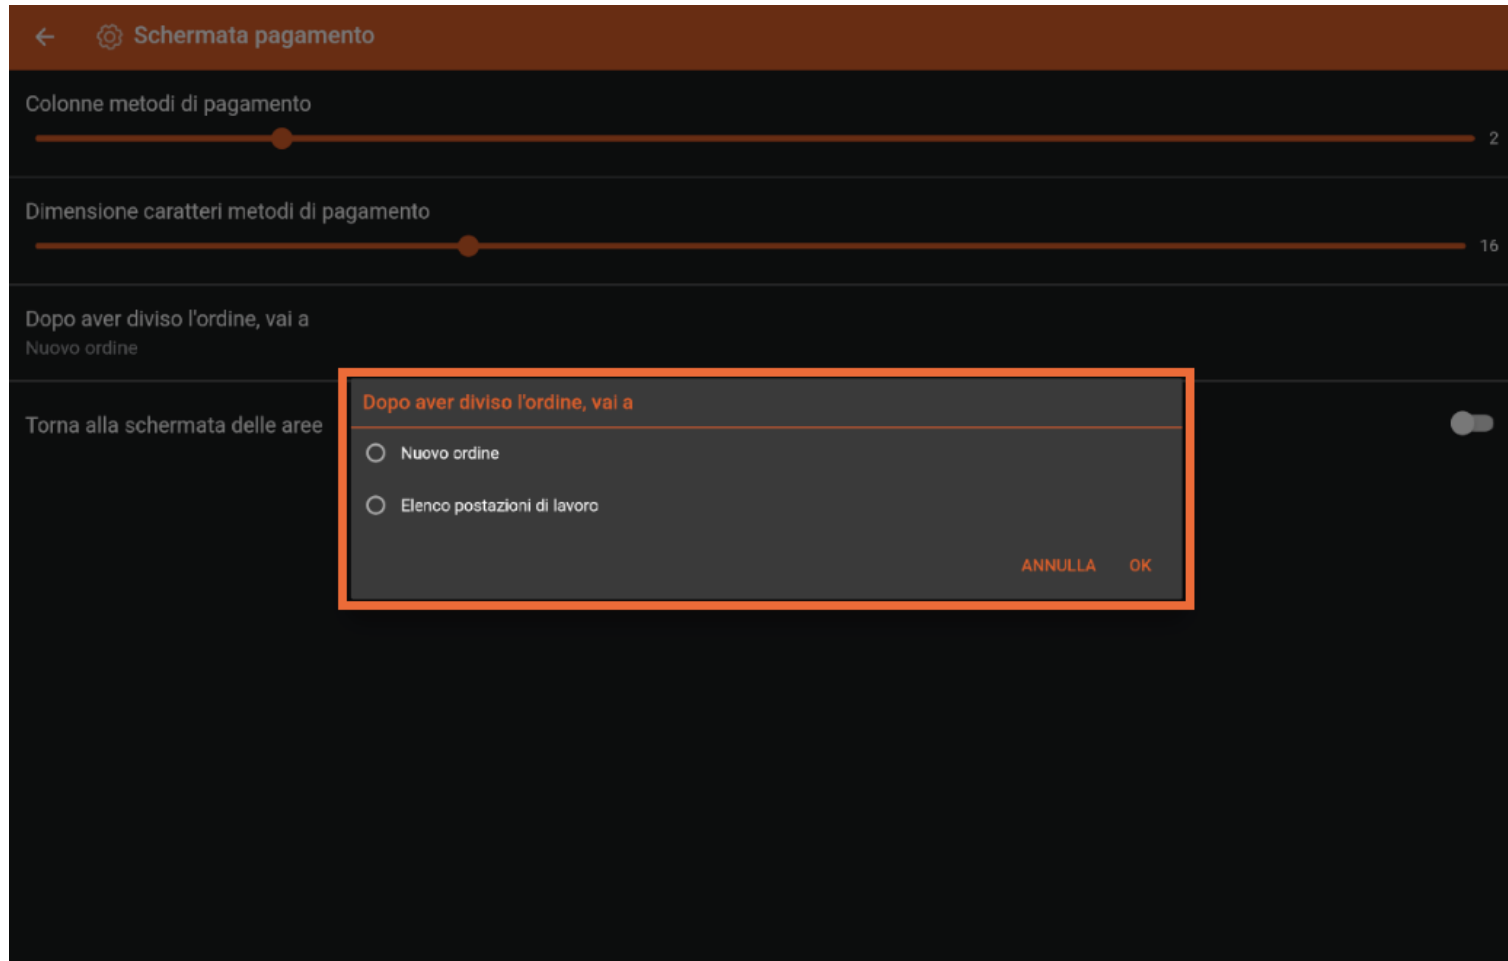 Schermata pagamento
Colonne metodi di pagamento
2
Dimensione caratteri metodi di pagamento
16
Dopo aver diviso l'ordine, vai a
Nuovo ordine
Torna alla schermata delle aree
Dopo aver diviso l'ordine, vai a
Nuovo ordine
Elenco postazioni di lavoro
ANNULLA OK